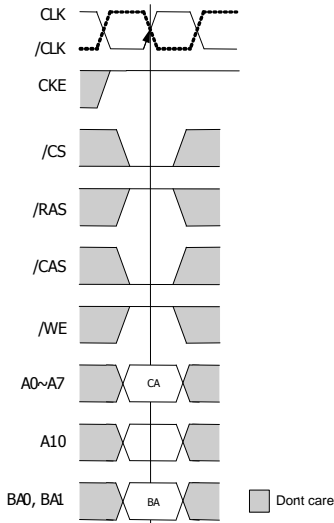 CLK
/CLK
CKE
/CS
/RAS
/CAS
/WE
A0~A7
CA
A10
BA0, BA1
BA
Dont care